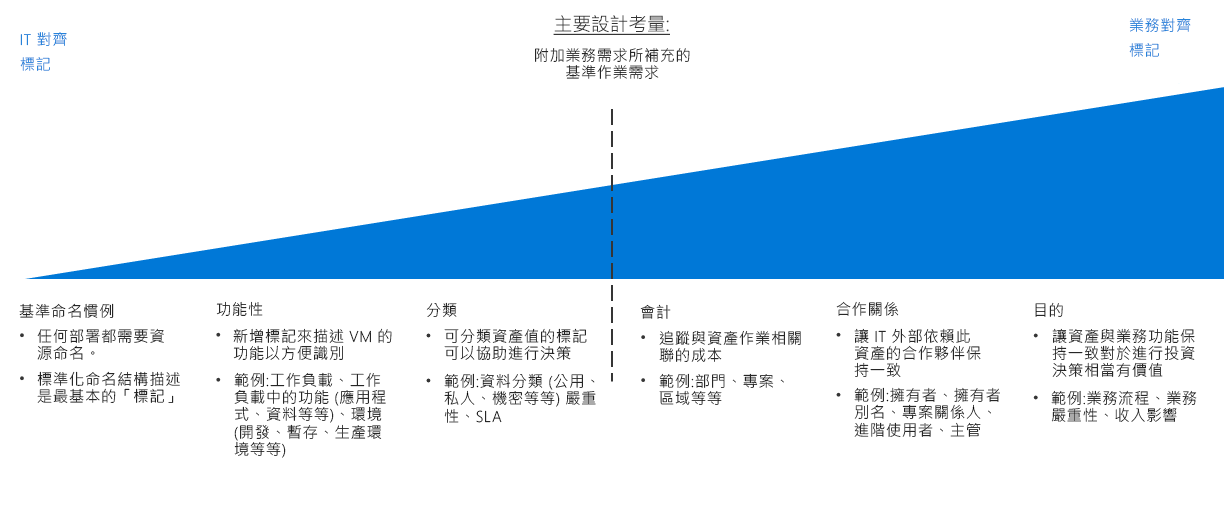 IT 對齊
標記
主要設計考量:
附加業務需求所補充的
基準作業需求
業務對齊
標記
基準命名慣例
• 任何部署都需要資
源命名。
• 標準化命名結構描述
是最基本的「標記」
功能性
• 新增標記來描述 VM 的
功能以方便識別
• 範例:工作負載、工作
負載中的功能 (應用程
式、資料等等)、環境
(開發、暫存、生產環
境等等)
分類
• 可分類資產值的標記
可以協助進行決策
• 範例:資料分類 (公用、
私人、機密等等) 嚴重
性、SLA
會計
• 追蹤與資產作業相關
聯的成本
• 範例:部門、專案、
區域等等
合作關係
• 讓 IT 外部依賴此
資產的合作夥伴保
持一致
• 範例:擁有者、擁有者
別名、專案關係人、
進階使用者、主管
目的
• 讓資產與業務功能保
持一致對於進行投資
決策相當有價值
• 範例:業務流程、業務
嚴重性、收入影響